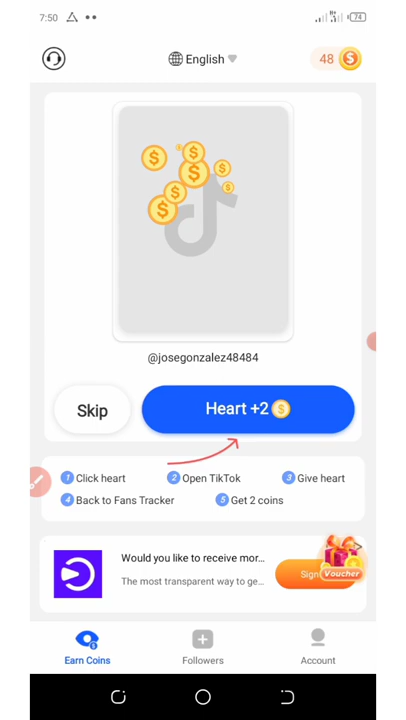 7:50
74
English
48
@josegonzalez48484
Skip
Heart +2
1 Click heart
2 Open TikTok
3 Give heart
4 Back to Fans Tracker
5 Get 2 coins
Would you like to receive mor...
The most transparent way to ge...
Sign
Voucher
Earn Coins
Followers
Account